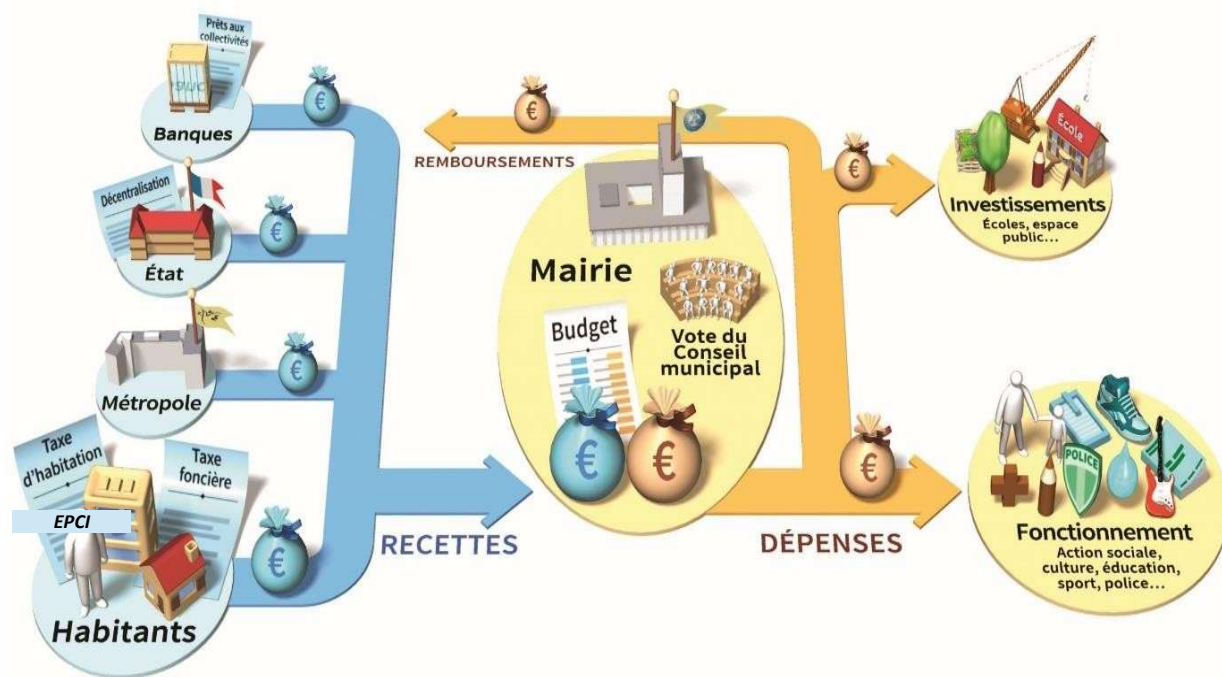 Prêts aux
collectivités
Banques
Décentralisation
État
Métropole
Taxe
d'habitation
Taxe
foncière
EPCI
Habitants
€
€
€
€
RECETTES
REMBOURSEMENTS
€
Mairie
Budget
Vote du
Conseil
municipal
€
€
DÉPENSES
€
€
École
Investissements
Écoles, espace
public...
POLICE
Fonctionnement
Action sociale,
culture, éducation,
sport, police...